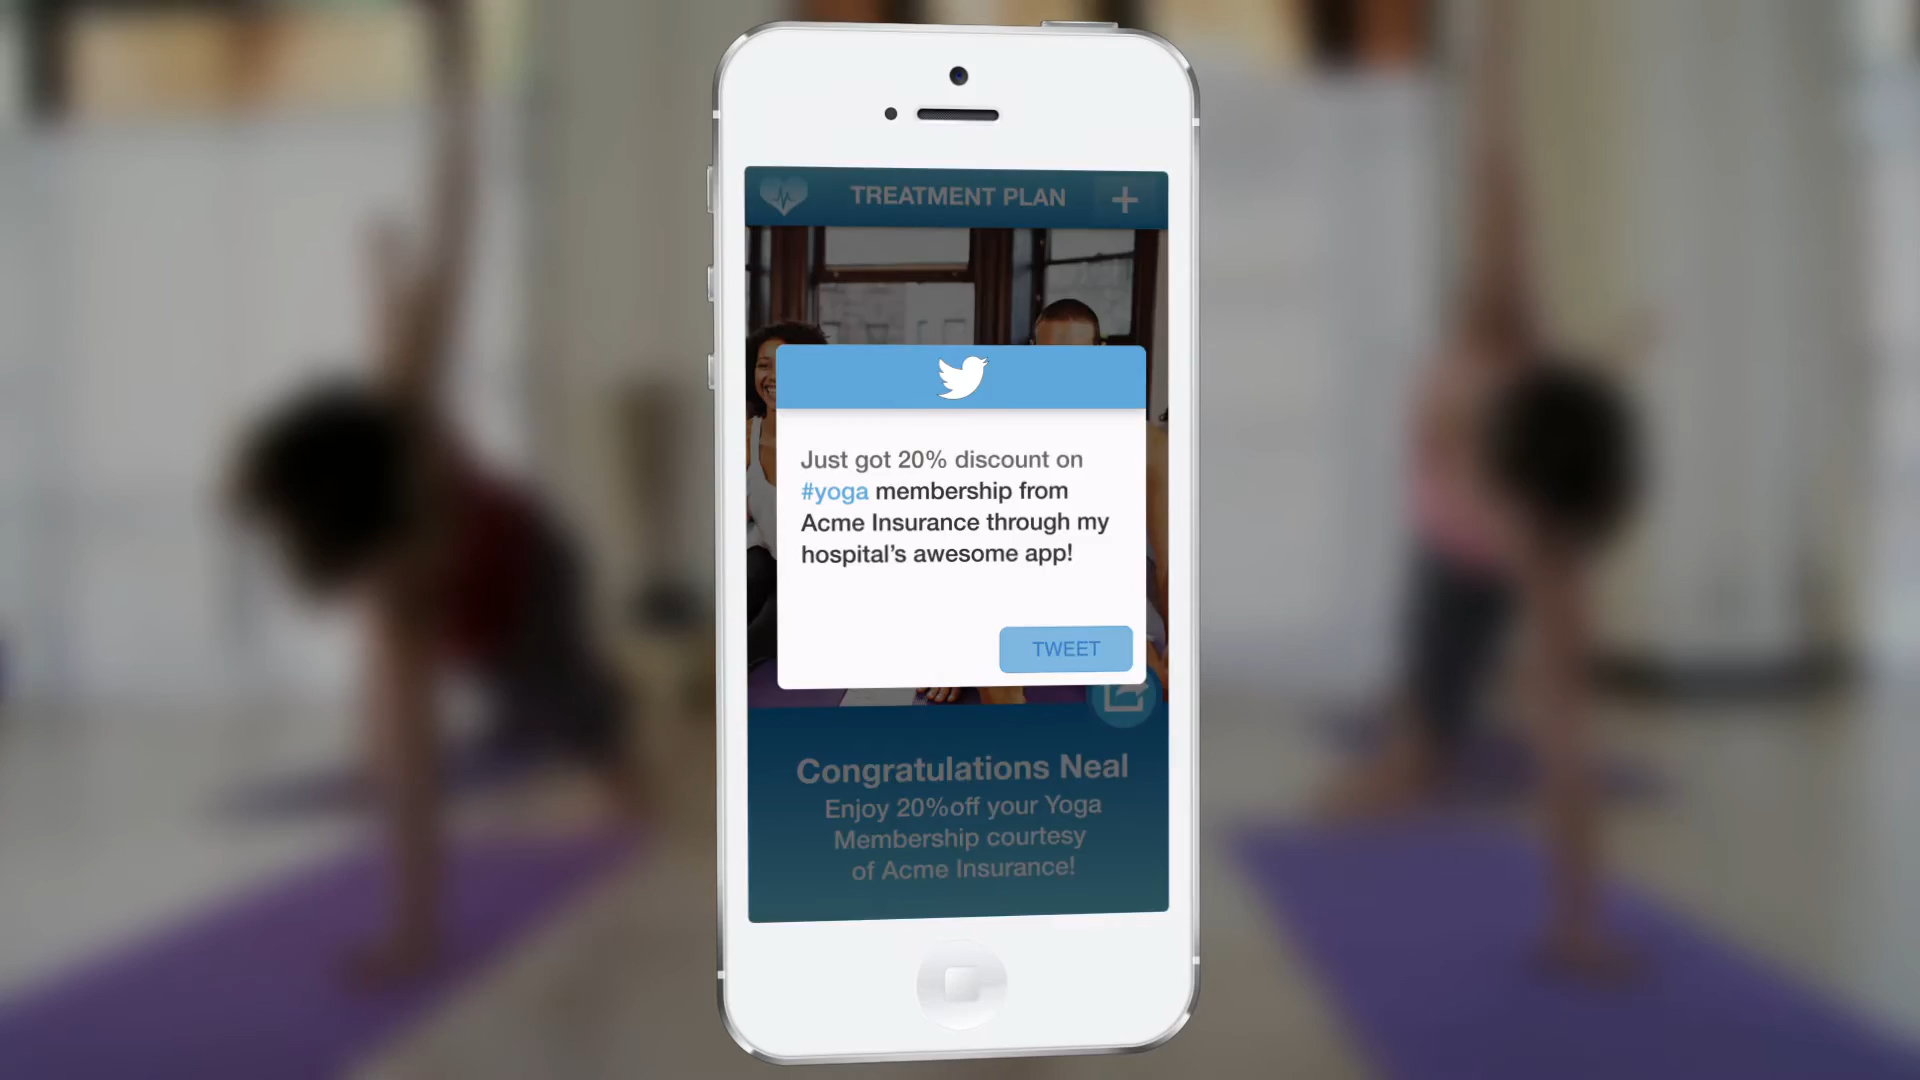 TREATMENT PLAN
Just got 20% discount on
#yoga membership from
Acme Insurance through my
hospital’s awesome app!
TWEET
Congratulations Neal
Enjoy 20%off your Yoga
Membership courtesy
of Acme Insurance!